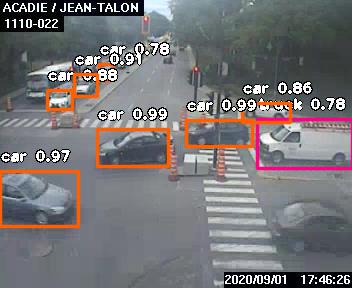 ACADIE / JEAN-TALON
1110-022
car 0.78
car 0.91
car 0.88
car 0.86
car 0.99
truck 0.78
car 0.99
car 0.97
2020/09/01 17:46:26